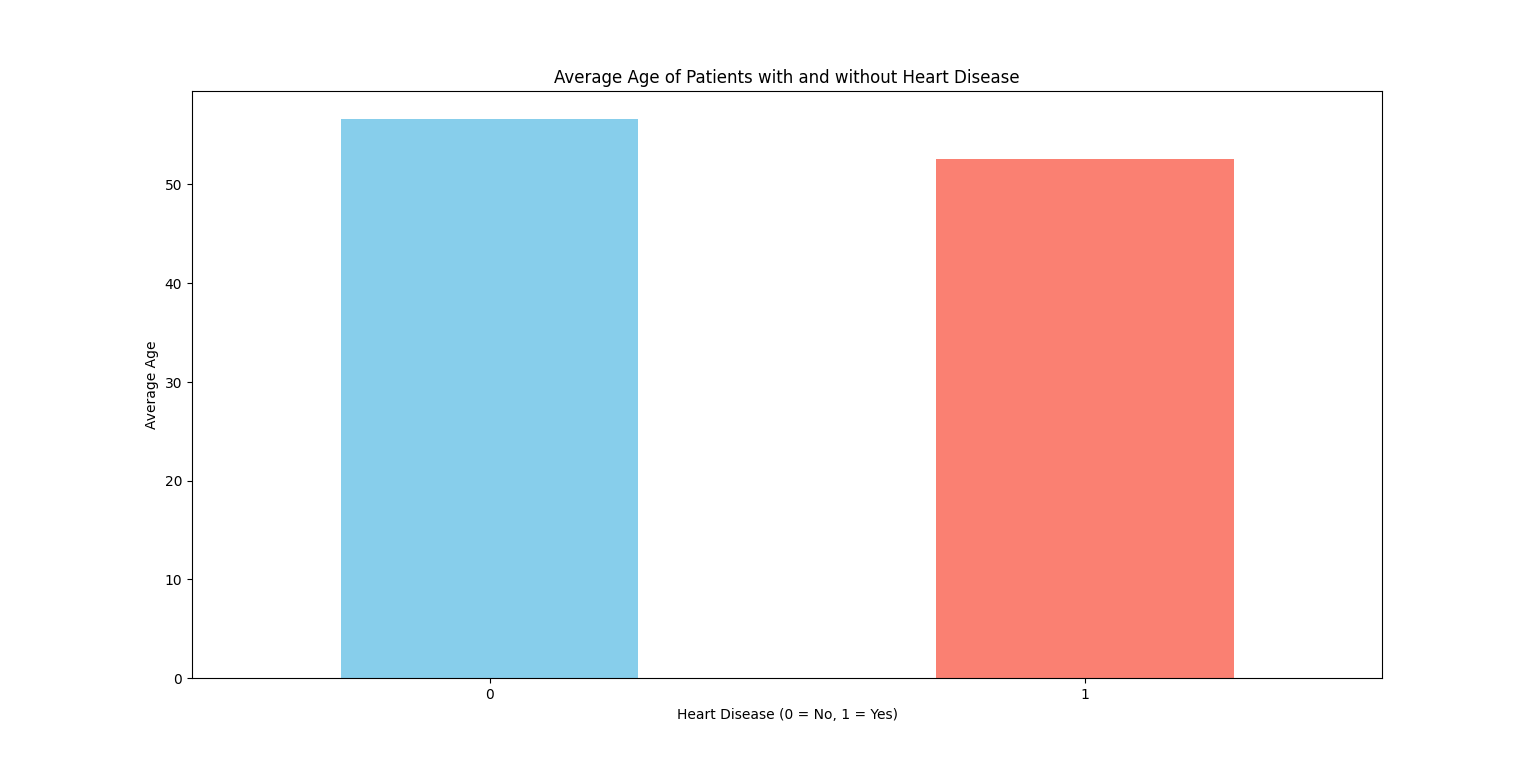 Average Age of Patients with and without Heart Disease
Average Age
50
40
30
20
10
0
0 1
Heart Disease (0 = No, 1 = Yes)